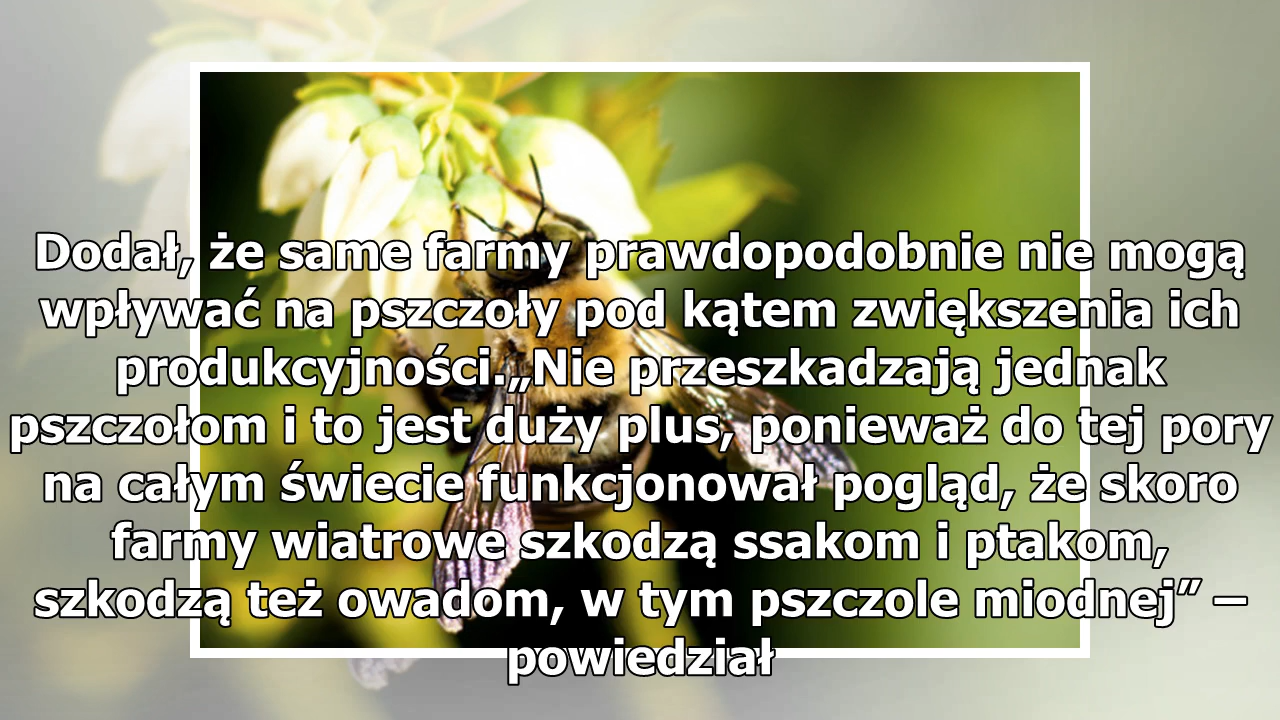 Dodał, że same farmy prawdopodobnie nie mogą
wpływać na pszczoły pod kątem zwiększenia ich
produkcyjności.„Nie przeszkadzają jednak
pszczołom i to jest duży plus, ponieważ do tej pory
na całym świecie funkcjonował pogląd, że skoro
farmy wiatrowe szkodzą ssakom i ptakom,
szkodzą też owadom, w tym pszczole miodnej” –
powiedział